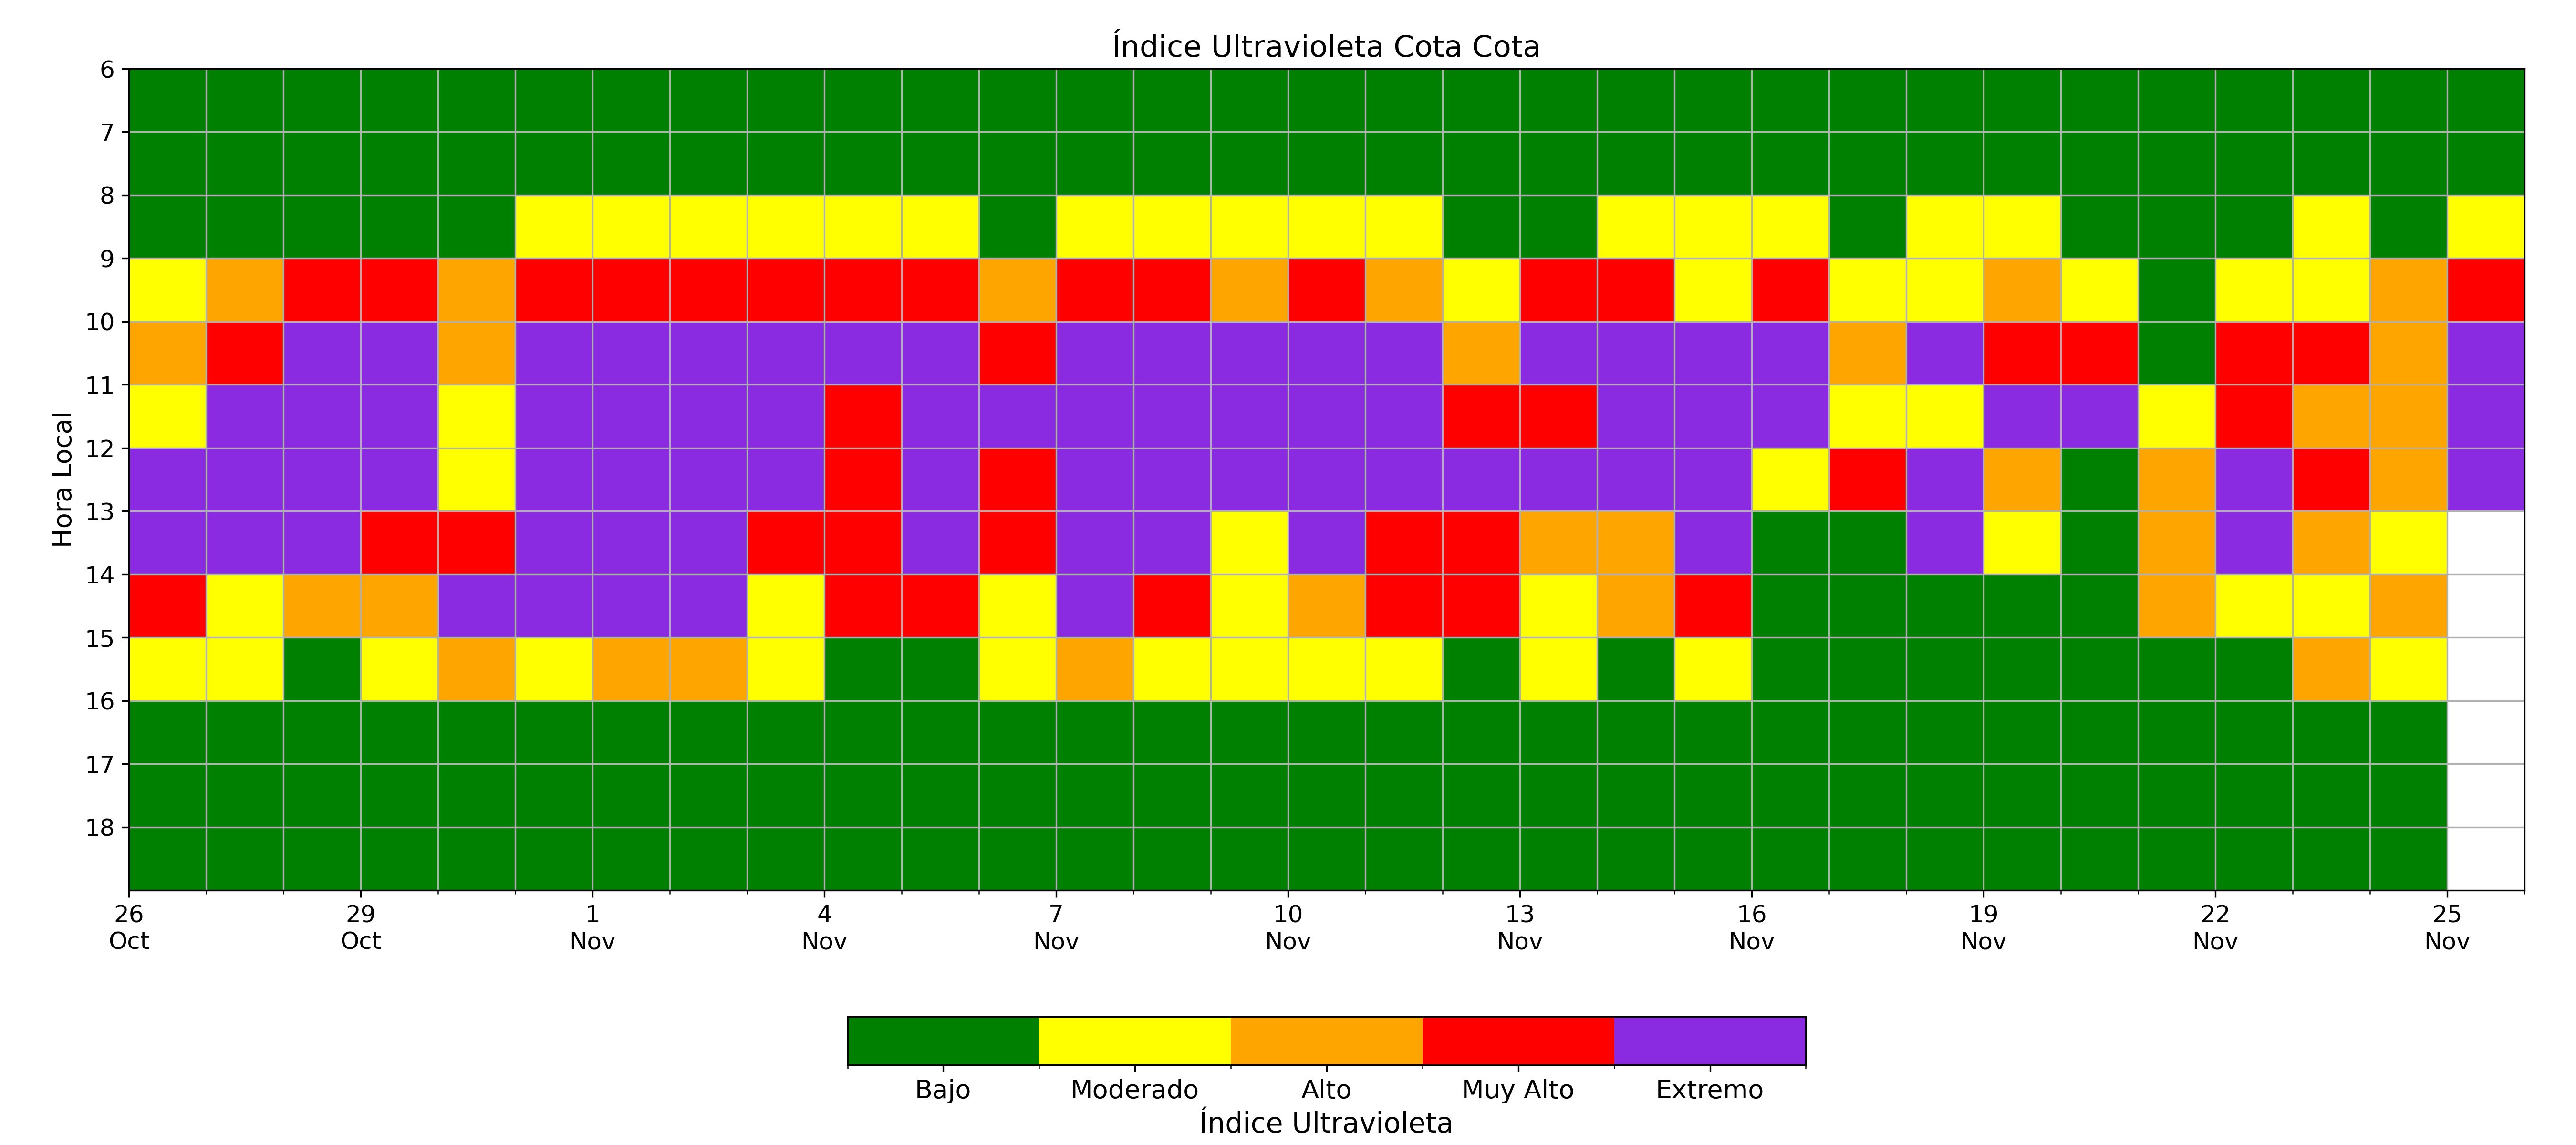 Índice Ultravioleta Cota Cota
Hora Local
6
7
8
9
10
11
12
13
14
15
16
17
18
26 29 1 4 7 10 13 16 19 22 25
Oct Oct Nov Nov Nov Nov Nov Nov Nov Nov Nov
Bajo Moderado Alto Muy Alto Extremo
Índice Ultravioleta